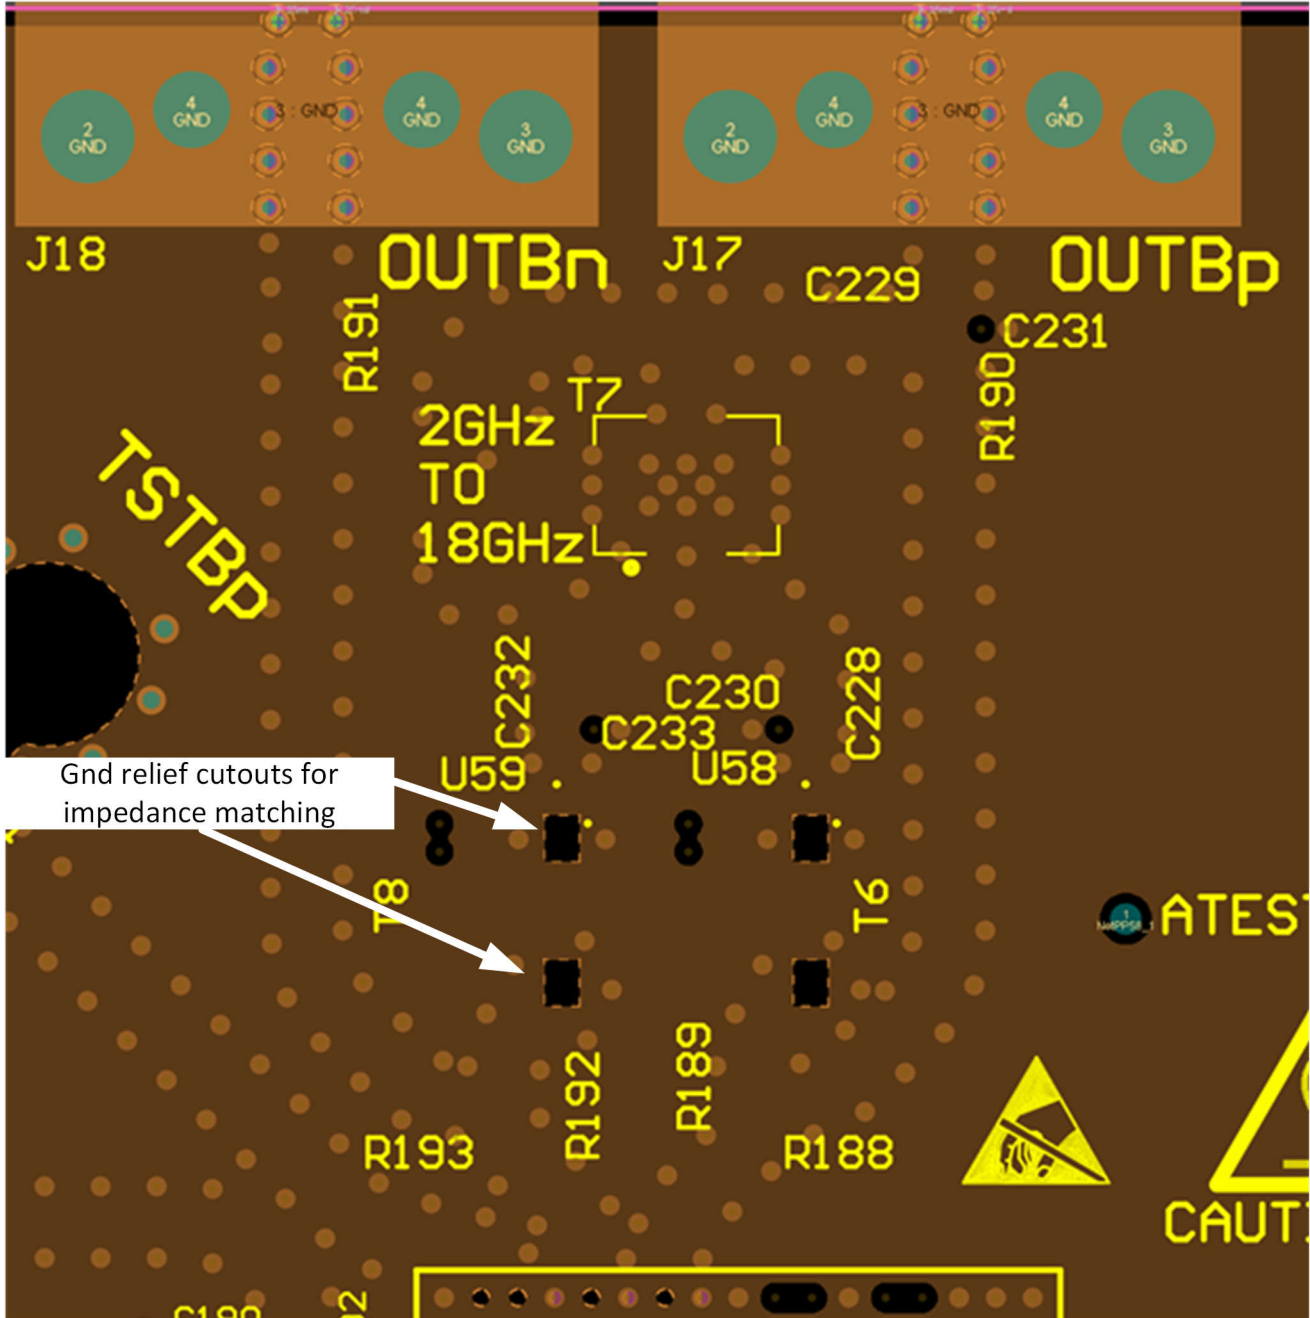 2
GND
4
GND
3 : GND
4
GND
3
GND
2
GND
4
GND
3 : GND
4
GND
3
GND
J18
OUTBn
J17
C229
OUTBp
R191
C231
R190
T7
2GHz
TO
18GHz
TSTBp
C232
C230
C228
C233
U59
U58
Gnd relief cutouts for
impedance matching
T8
T6
1
ATES
R192
R189
R193
R188
CAUT